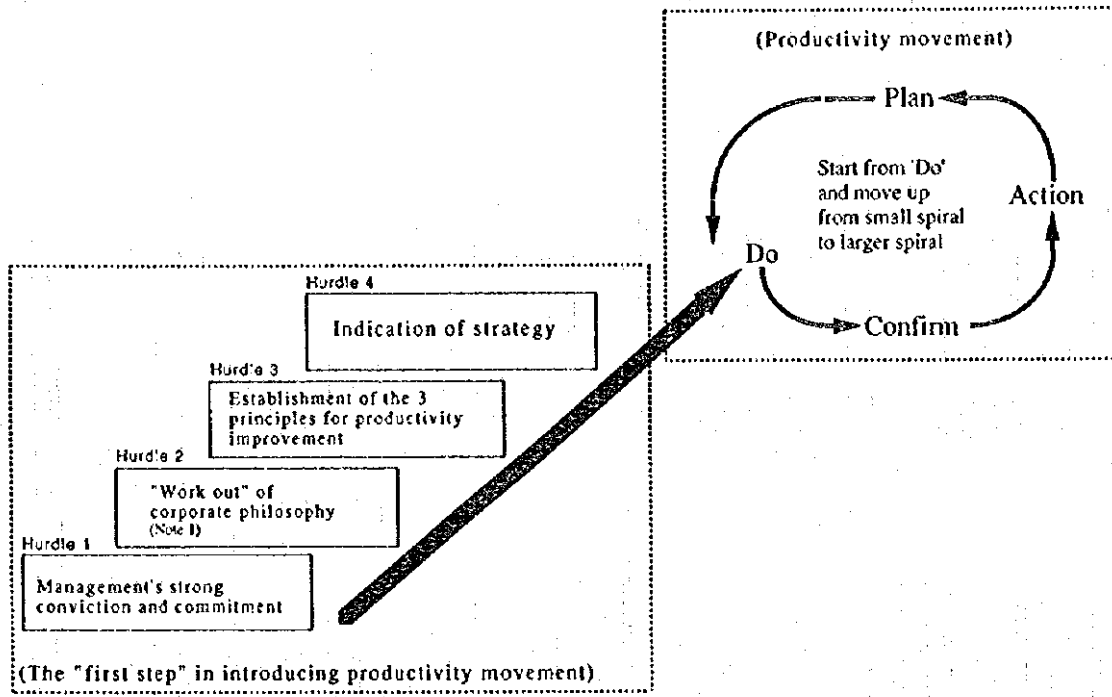 (Productivity movement)
Plan
Start from 'Do'
and move up
from small spiral
to larger spiral
Action
Do
Confirm
Hurdle 4
Indication of strategy
Hurdle 3
Establishment of the 3
principles for productivity
improvement
Hurdle 2
"Work out" of
corporate philosophy
(Note 1)
Hurdle 1
Management's strong
conviction and commitment
(The "first step" in introducing productivity movement)